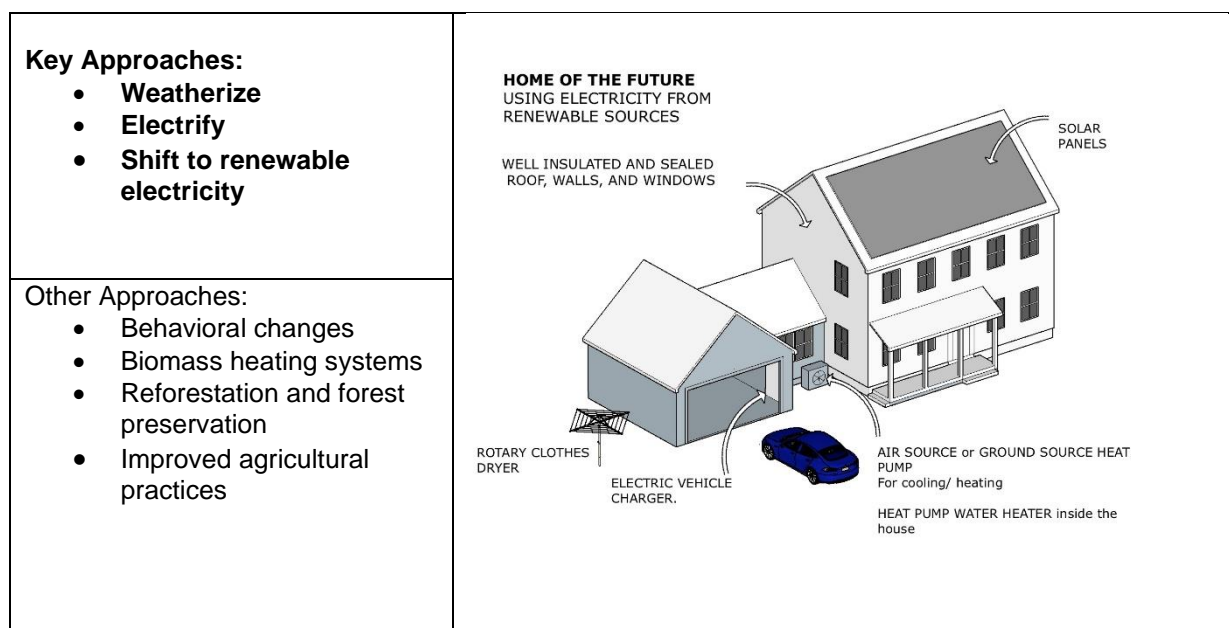 Key Approaches:
• Weatherize
• Electrify
• Shift to renewable
electricity
Other Approaches:
• Behavioral changes
• Biomass heating systems
• Reforestation and forest
preservation
• Improved agricultural
practices
HOME OF THE FUTURE
USING ELECTRICITY FROM
RENEWABLE SOURCES
WELL INSULATED AND SEALED
ROOF, WALLS, AND WINDOWS
SOLAR
PANELS
ROTARY CLOTHES
DRYER
ELECTRIC VEHICLE
CHARGER.
AIR SOURCE or GROUND SOURCE HEAT
PUMP
For cooling/ heating
HEAT PUMP WATER HEATER inside the
house